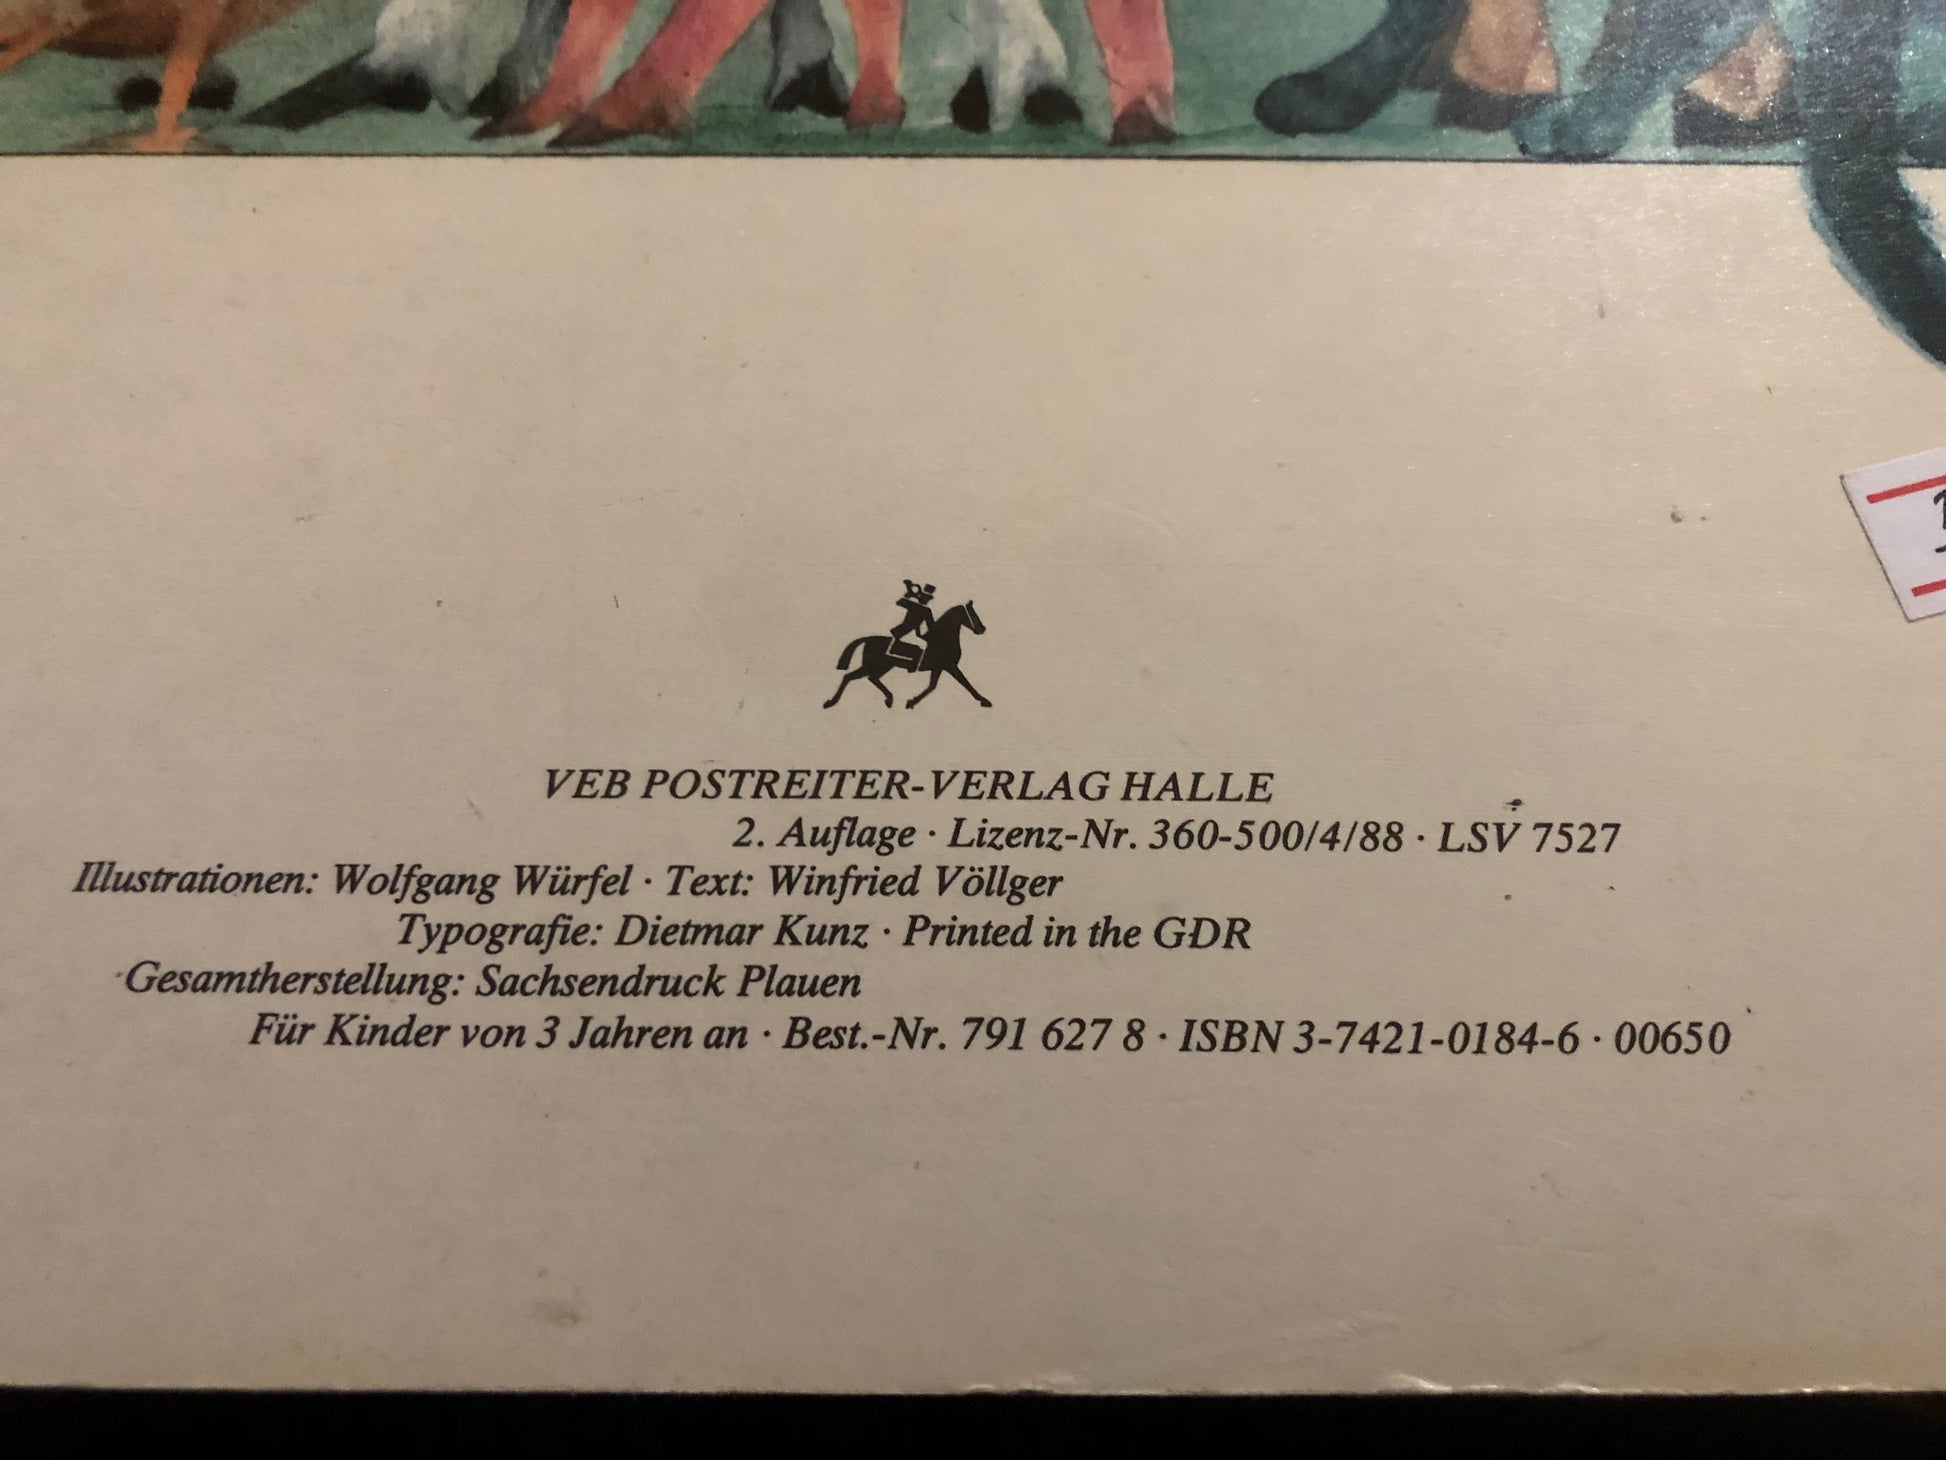 VEB POSTREITER-VERLAG HALLE
2. Auflage · Lizenz-Nr. 360-500/4/88 · LSV 7527
Illustrationen: Wolfgang Würfel · Text: Winfried Völlger
Typografie: Dietmar Kunz · Printed in the GDR
Gesamtherstellung: Sachsendruck Plauen
Für Kinder von 3 Jahren an · Best.-Nr. 791 627 8 · ISBN 3-7421-0184-6 · 00650